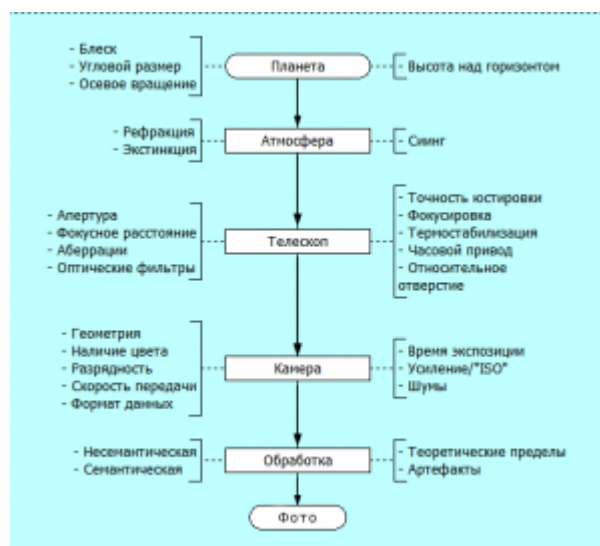 - Блеск
- Угловой размер
- Осевое вращение
Планета
- Высота над горизонтом
- Рефракция
- Экстинкция
Атмосфера
- Сиинг
- Апертура
- Фокусное расстояние
- Аберрации
- Оптические фильтры
Телескоп
- Точность юстировки
- Фокусировка
- Термостабилизация
- Часовой привод
- Относительное
отверстие
- Геометрия
- Наличие цвета
- Разрядность
- Скорость передачи
- Формат данных
Камера
- Время экспозиции
- Усиление/"ISO"
- Шумы
- Несемантическая
- Семантическая
Обработка
- Теоретические пределы
- Артефакты
Фото